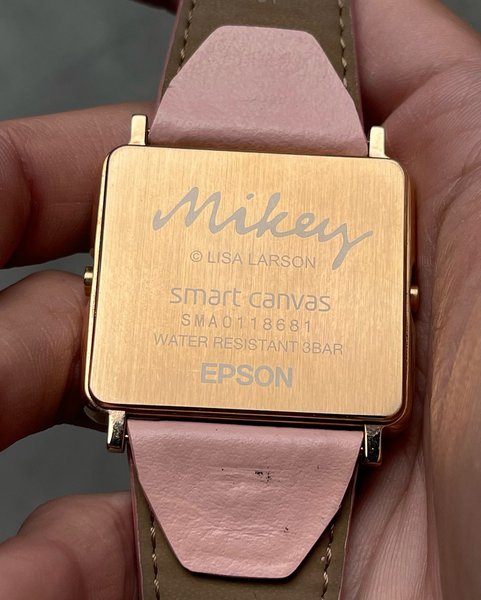 Mikey
© LISA LARSON
smart canvas
SMA0118681
WATER RESISTANT 3BAR
EPSON